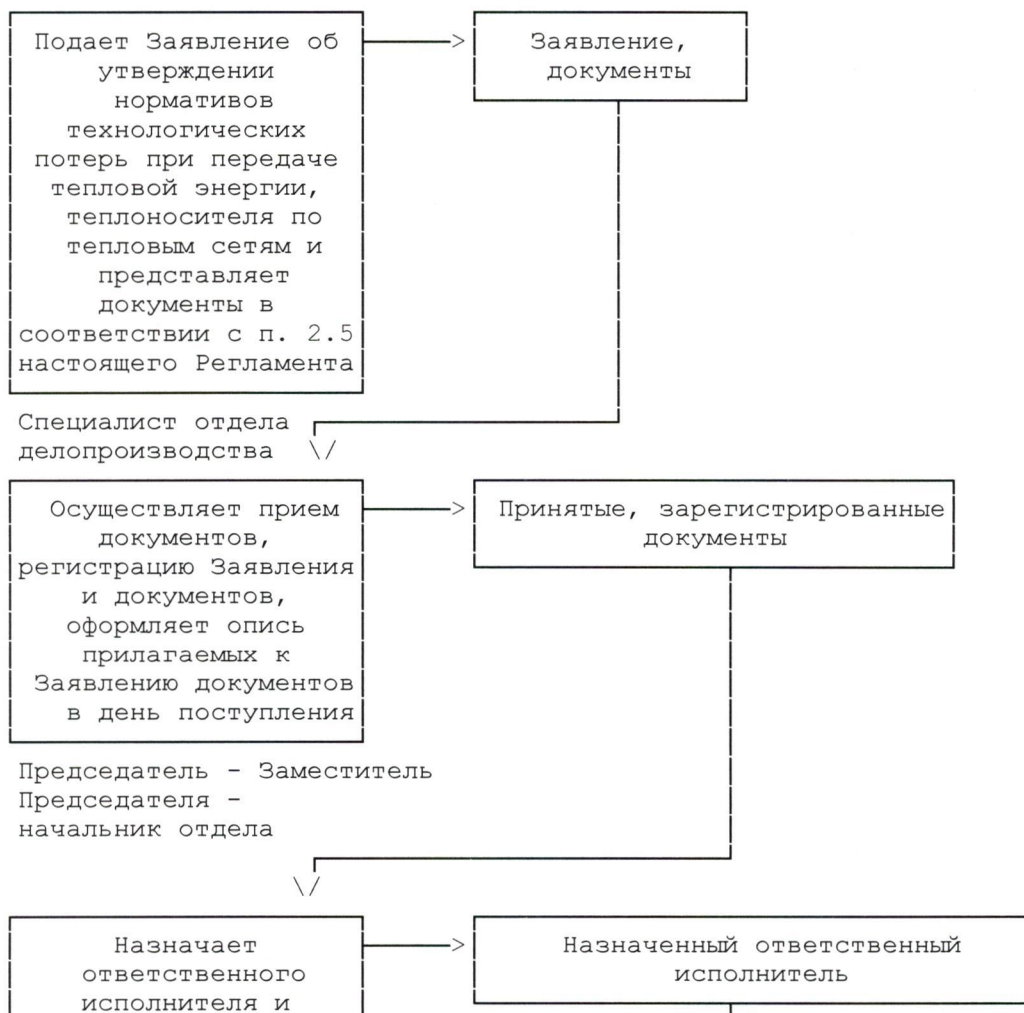 Подает Заявление об
утверждении
нормативов
технологических
потерь при передаче
тепловой энергии,
теплоносителя по
тепловым сетям и
представляет
документы в
соответствии с п. 2.5
настоящего Регламента
Заявление,
документы
Специалист отдела
делопроизводства
Осуществляет прием
документов,
регистрацию Заявления
и документов,
оформляет опись
прилагаемых к
Заявлению документов
в день поступления
Принятые, зарегистрированные
документы
Председатель - Заместитель
Председателя -
начальник отдела
Назначает
ответственного
исполнителя и
Назначенный ответственный
исполнитель